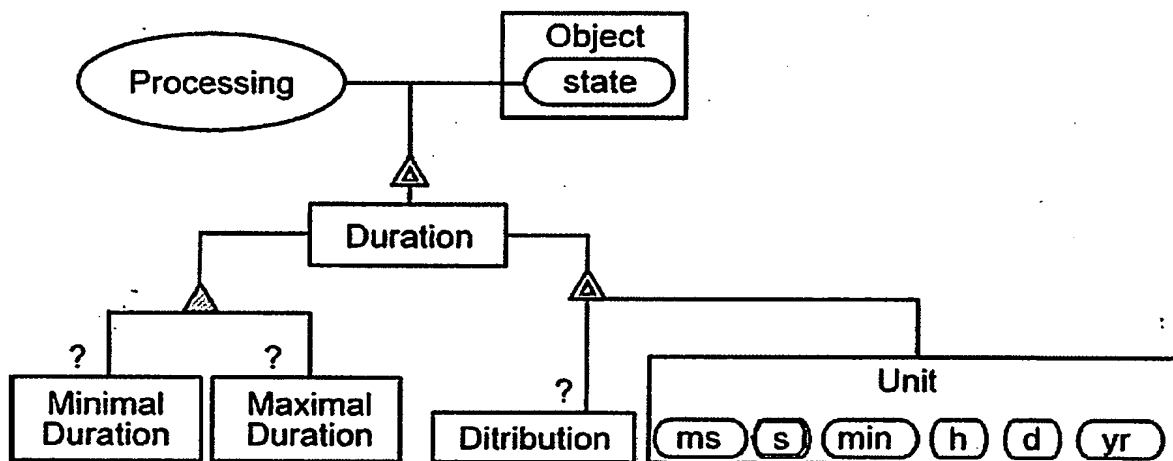 Object
Processing
state
Duration
? ? ?
Minimal Duration
Maximal Duration
Ditribution
Unit
ms s min h d yr